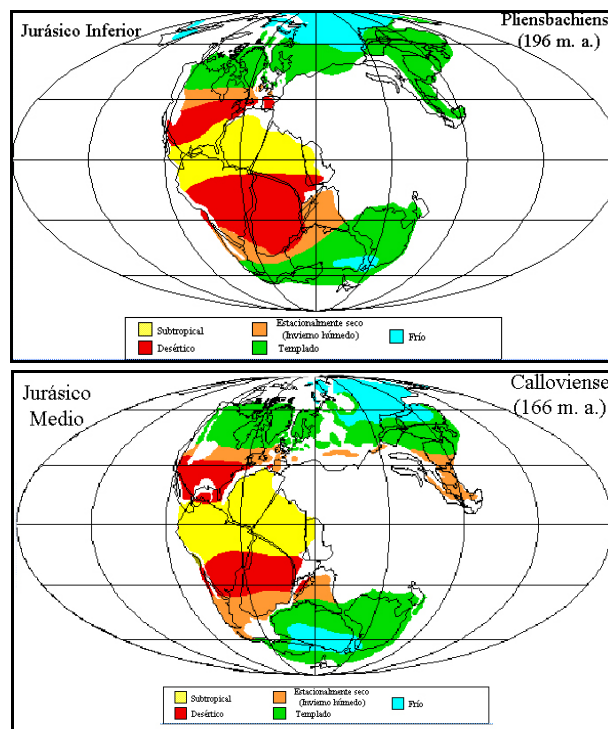 Jurásico Inferior
Pliensbachiens
(196 m. a.)
Subtropical
Desértico
Estacionalmente seco
(Invierno húmedo)
Templado
Frío
Jurásico
Medio
Calloviense
(166 m. a.)
Subtropical
Desértico
Estacionalmente seco
(Invierno húmedo)
Templado
Frío